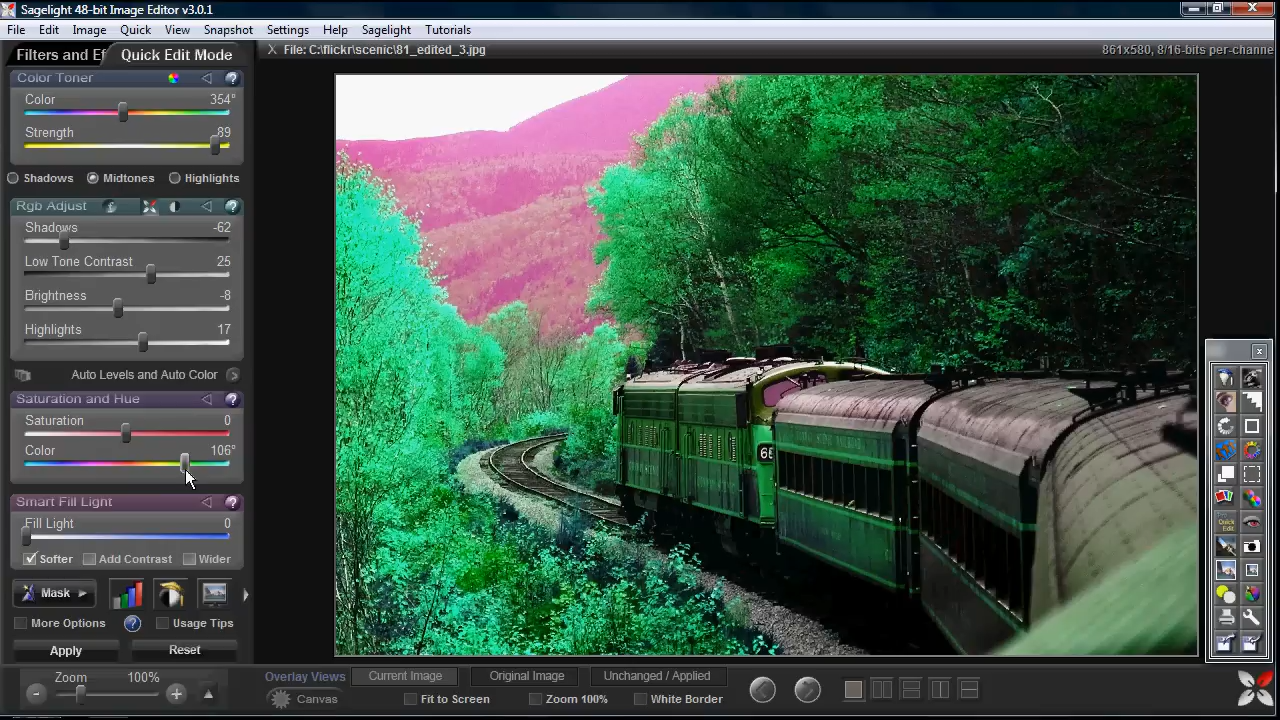 Sagelight 48-bit Image Editor v3.0.1
File Edit Image Quick View Snapshot Settings Help Sagelight Tutorials
Filters and Ef Quick Edit Mode
X File: C:\flickr\scenic\81_edited_3.jpg 861x580, 8/16-bits per-channe
Color Toner ?
Color 354°
Strength 89
Shadows Midtones Highlights
Rgb Adjust ?
Shadows -62
Low Tone Contrast 25
Brightness -8
Highlights 17
Auto Levels and Auto Color
Saturation and Hue ?
Saturation 0
Color 106°
Smart Fill Light ?
Fill Light 0
Softer Add Contrast Wider
Mask
More Options ? Usage Tips
Apply Reset
Zoom 100%
Overlay Views Current Image Original Image Unchanged / Applied
Canvas Fit to Screen Zoom 100% White Border
Quick
Edit